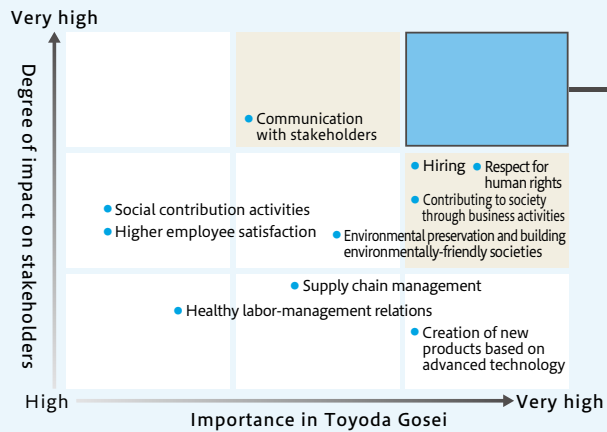 Very high
Degree of impact on stakeholders
Communication
with stakeholders
Hiring
Respect for
human rights
Contributing to society
through business activities
Social contribution activities
Higher employee satisfaction
Environmental preservation and building
environmentally-friendly societies
Supply chain management
Healthy labor-management relations
Creation of new
products based on
advanced technology
High
Very high
Importance in Toyoda Gosei